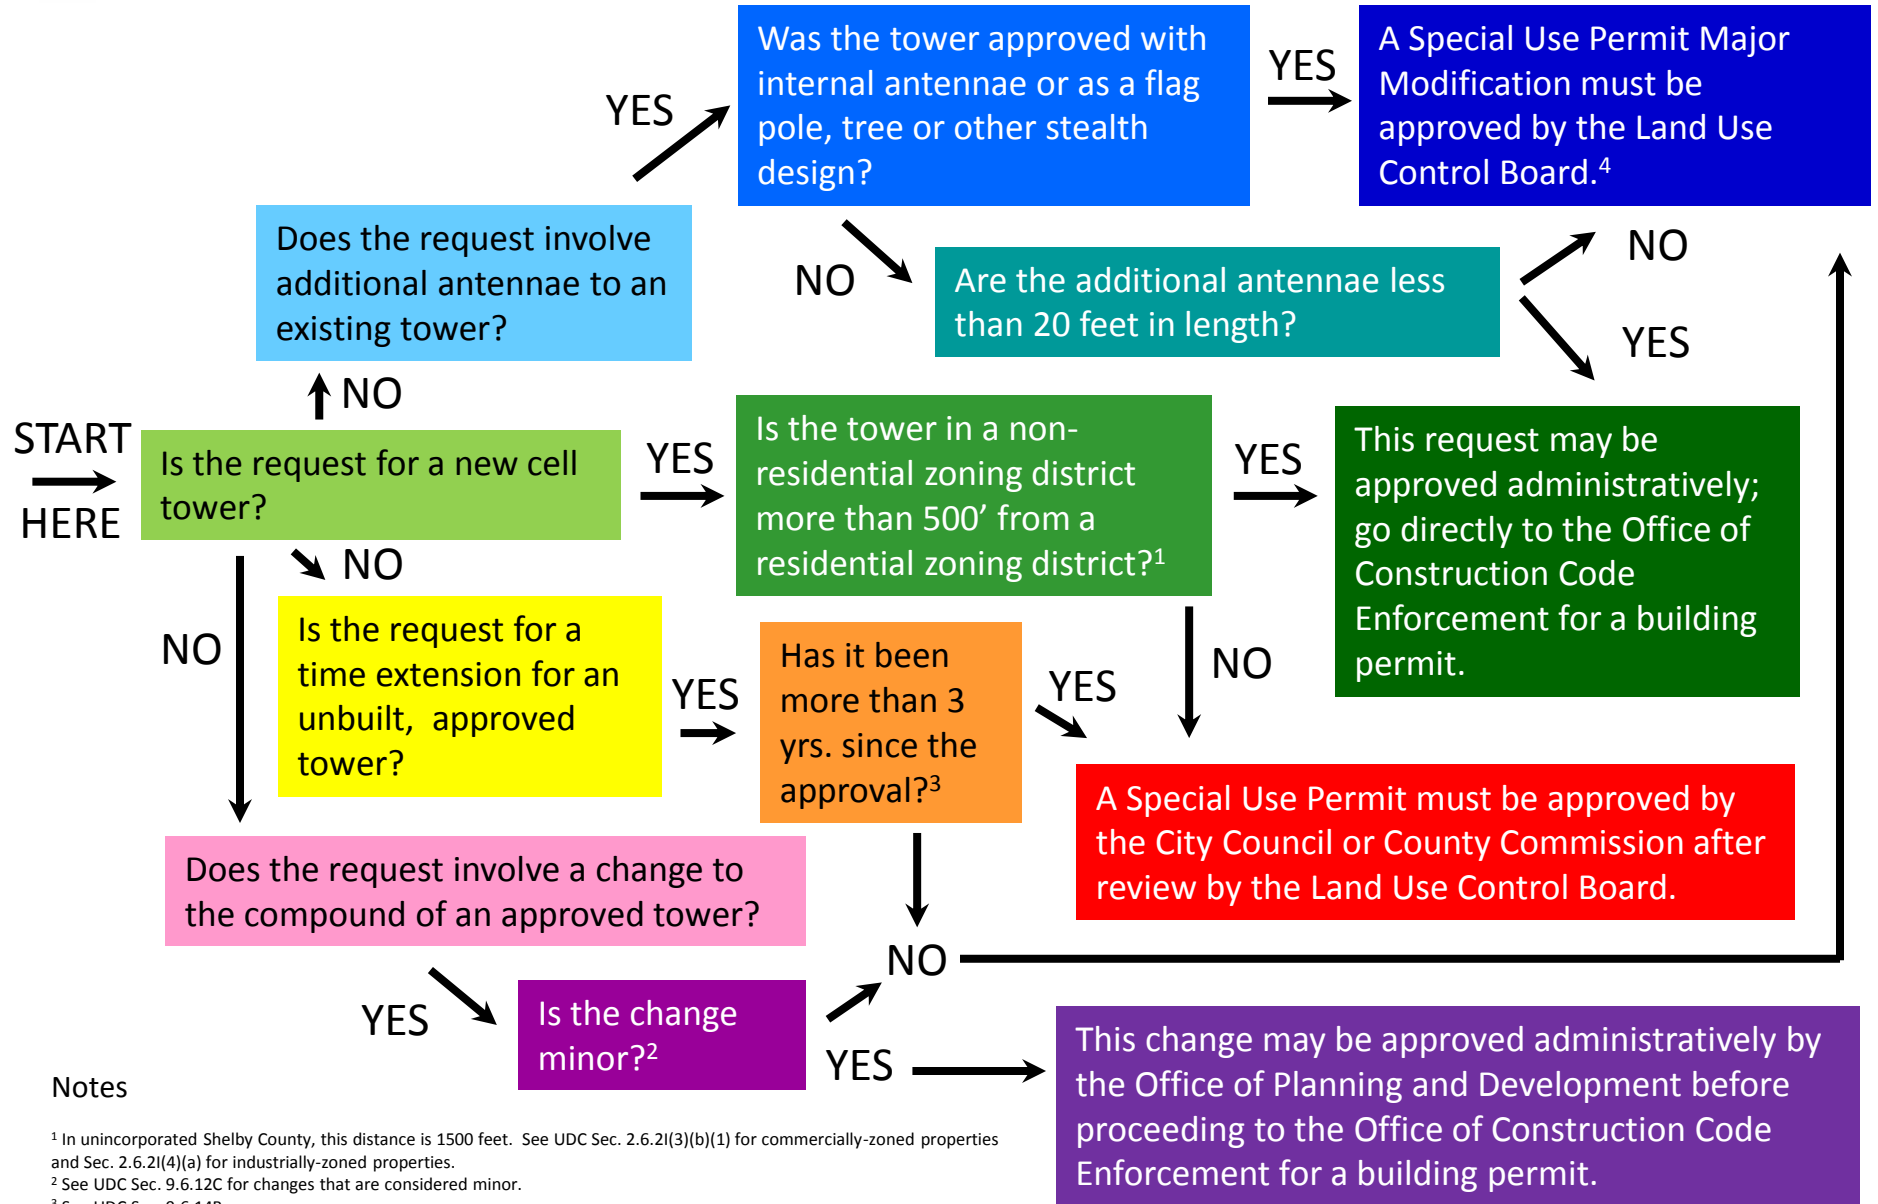 Was the tower approved with
internal antennae or as a flag
pole, tree or other stealth
design?
YES
A Special Use Permit Major
Modification must be
approved by the Land Use
Control Board.4
YES
Does the request involve
additional antennae to an
existing tower?
NO
Are the additional antennae less
than 20 feet in length?
NO
YES
NO
START
HERE
Is the request for a new cell
tower?
YES
Is the tower in a non-
residential zoning district
more than 500’ from a
residential zoning district?1
YES
This request may be
approved administratively;
go directly to the Office of
Construction Code
Enforcement for a building
permit.
NO
NO
NO
Is the request for a
time extension for an
unbuilt, approved
tower?
YES
Has it been
more than 3
yrs. since the
approval?3
YES
A Special Use Permit must be approved by
the City Council or County Commission after
review by the Land Use Control Board.
Does the request involve a change to
the compound of an approved tower?
NO
YES
Is the change
minor?2
YES
This change may be approved administratively by
the Office of Planning and Development before
proceeding to the Office of Construction Code
Enforcement for a building permit.
Notes
1 In unincorporated Shelby County, this distance is 1500 feet. See UDC Sec. 2.6.2I(3)(b)(1) for commercially-zoned properties
and Sec. 2.6.2I(4)(a) for industrially-zoned properties.
2 See UDC Sec. 9.6.12C for changes that are considered minor.